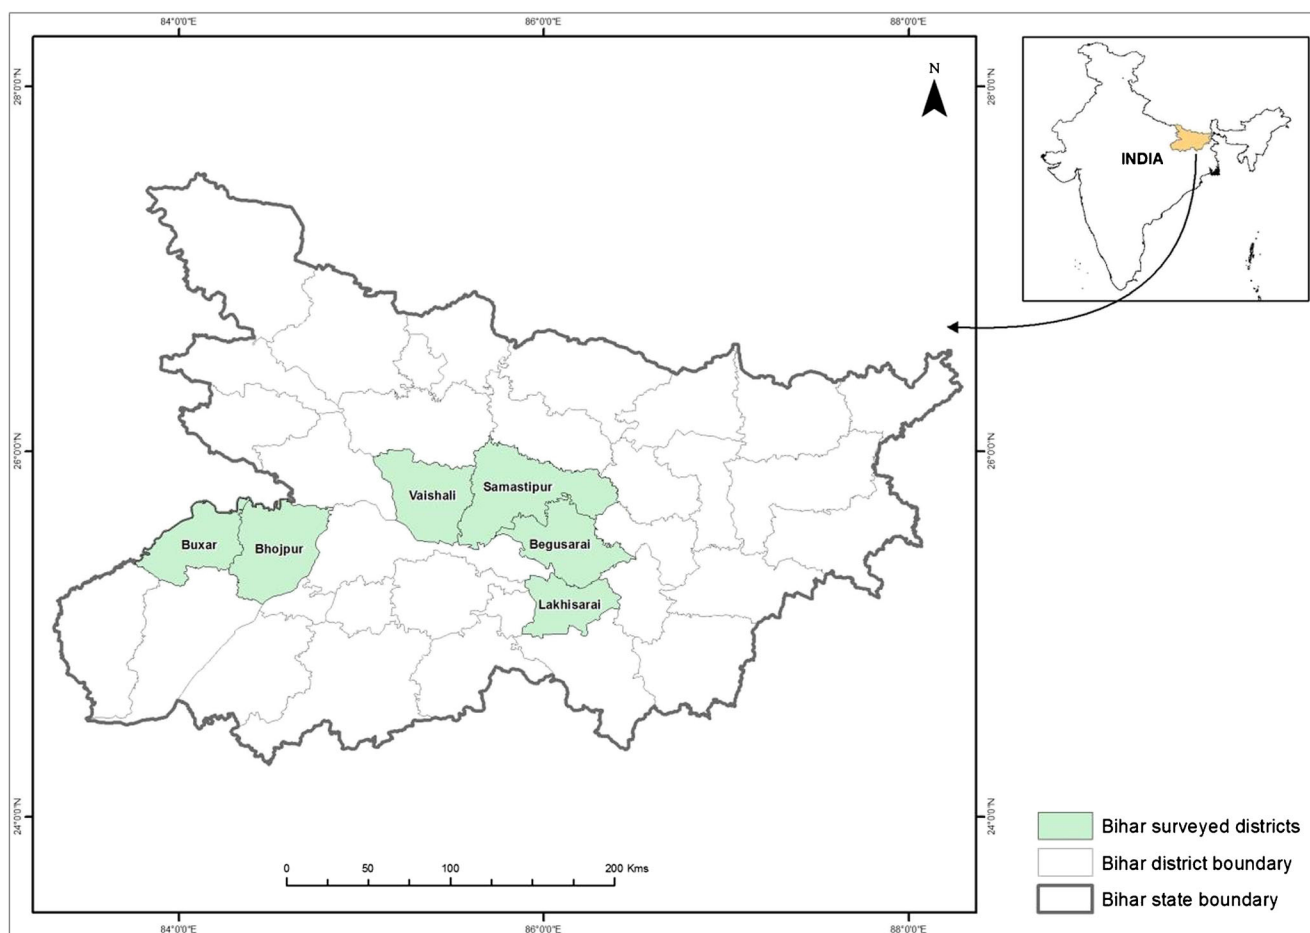 84°0'0"E
86°0'0"E
88°0'0"E
28°0'0"N
28°0'0"N
N
INDIA
26°0'0"N
26°0'0"N
Vaishali
Samastipur
Buxar
Bhojpur
Begusarai
Lakhisarai
24°0'0"N
24°0'0"N
0 50 100 200 Kms
Bihar surveyed districts
Bihar district boundary
Bihar state boundary
84°0'0"E
86°0'0"E
88°0'0"E